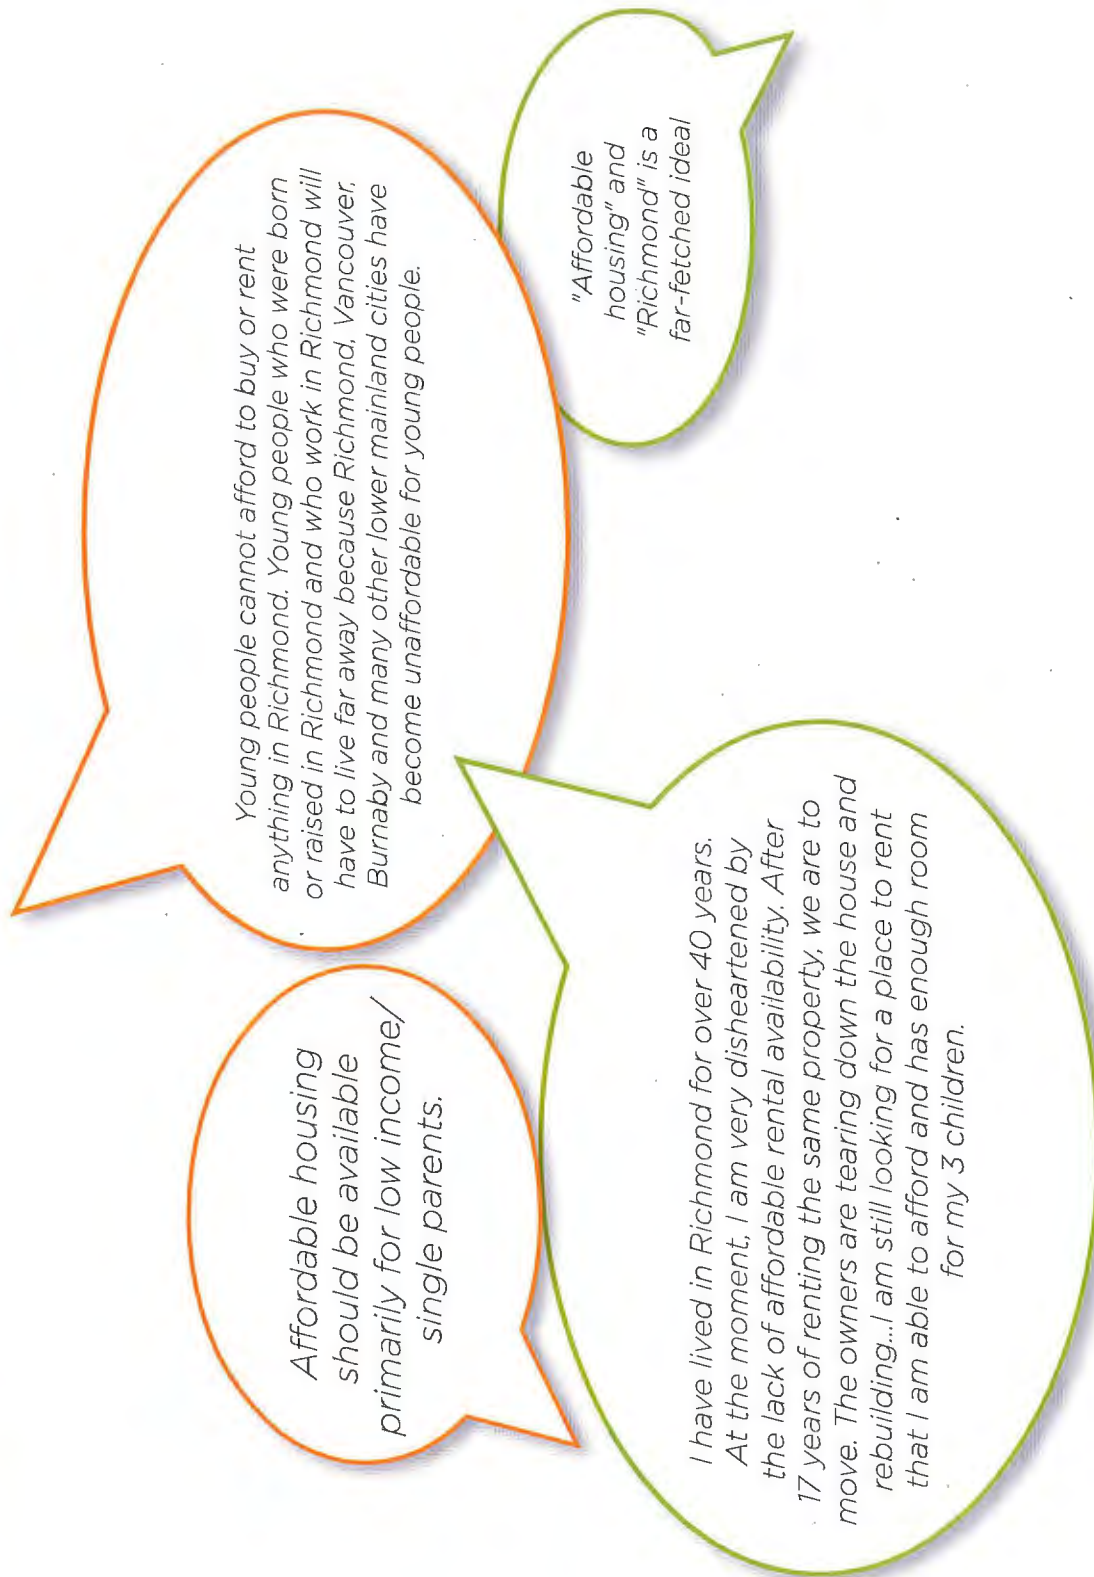 Affordable housing
should be available
primarily for low income/
single parents.
Young people cannot afford to buy or rent
anything in Richmond. Young people who were born
or raised in Richmond and who work in Richmond will
have to live far away because Richmond, Vancouver,
Burnaby and many other lower mainland cities have
become unaffordable for young people.
I have lived in Richmond for over 40 years.
At the moment, I am very disheartened by
the lack of affordable rental availability. After
17 years of renting the same property, we are to
move. The owners are tearing down the house and
rebuilding...I am still looking for a place to rent
that I am able to afford and has enough room
for my 3 children.
"Affordable
housing" and
"Richmond" is a
far-fetched ideal